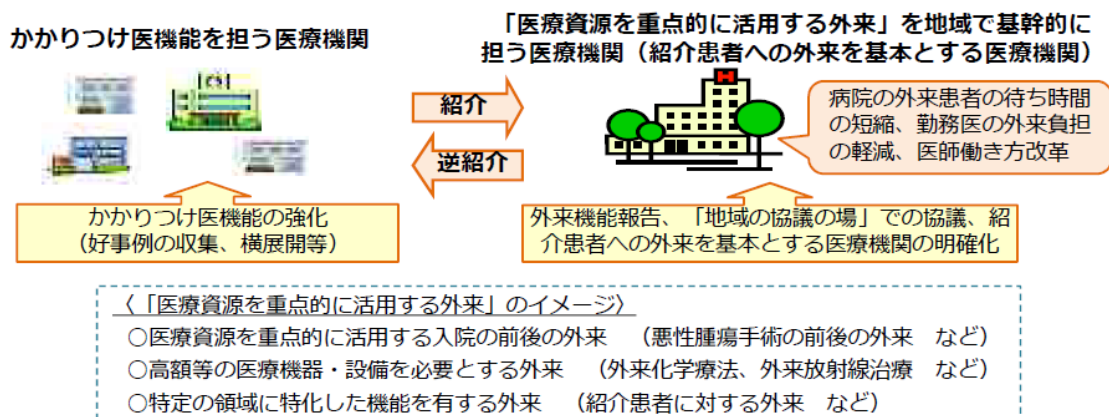 かかりつけ医機能を担う医療機関
「医療資源を重点的に活用する外来」を地域で基幹的に
担う医療機関（紹介患者への外来を基本とする医療機関）
紹介
逆紹介
H
病院の外来患者の待ち時間
の短縮、勤務医の外来負担
の軽減、医師働き方改革
かかりつけ医機能の強化
（好事例の収集、横展開等）
外来機能報告、「地域の協議の場」での協議、紹
介患者への外来を基本とする医療機関の明確化
〈「医療資源を重点的に活用する外来」のイメージ〉
○医療資源を重点的に活用する入院の前後の外来　（悪性腫瘍手術の前後の外来　など）
○高額等の医療機器・設備を必要とする外来　（外来化学療法、外来放射線治療　など）
○特定の領域に特化した機能を有する外来　（紹介患者に対する外来　など）